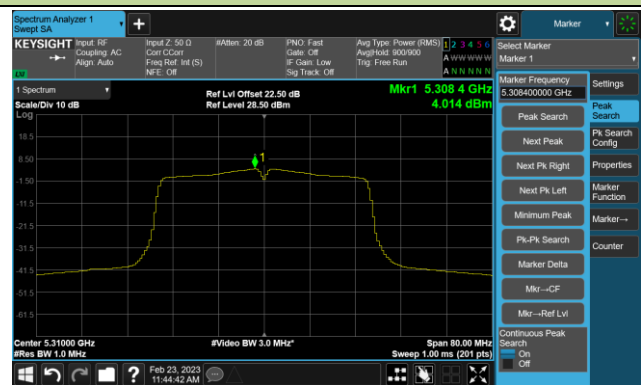 Spectrum Analyzer 1
Swept SA
+
Marker
KEYSIGHT
Input: RF
Coupling: AC
Align: Auto
Input Z: 50 Ω
Corr CCorr
Freq Ref: Int (S)
NFE: Off
#Atten: 20 dB
PNO: Fast
Gate: Off
IF Gain: Low
Sig Track: Off
Avg Type: Power (RMS)
Avg|Hold: 900/900
Trig: Free Run
1 2 3 4 5 6
A W W W W W
A N N N N N
Select Marker
Marker 1
1 Spectrum
Scale/Div 10 dB
Log
Ref Lvl Offset 22.50 dB
Ref Level 28.50 dBm
Mkr1 5.308 4 GHz
4.014 dBm
18.5
8.50
-1.50
-11.5
-21.5
-31.5
-41.5
-51.5
-61.5
1
Center 5.31000 GHz
#Res BW 1.0 MHz
#Video BW 3.0 MHz*
Span 80.00 MHz
Sweep 1.00 ms (201 pts)
Marker Frequency
5.308400000 GHz
Peak Search
Next Peak
Next Pk Right
Next Pk Left
Minimum Peak
Pk-Pk Search
Marker Delta
Mkr→CF
Mkr→Ref Lvl
Continuous Peak
Search
On
Off
Settings
Peak
Search
Pk Search
Config
Properties
Marker
Function
Marker→
Counter
?
Feb 23, 2023
11:44:42 AM